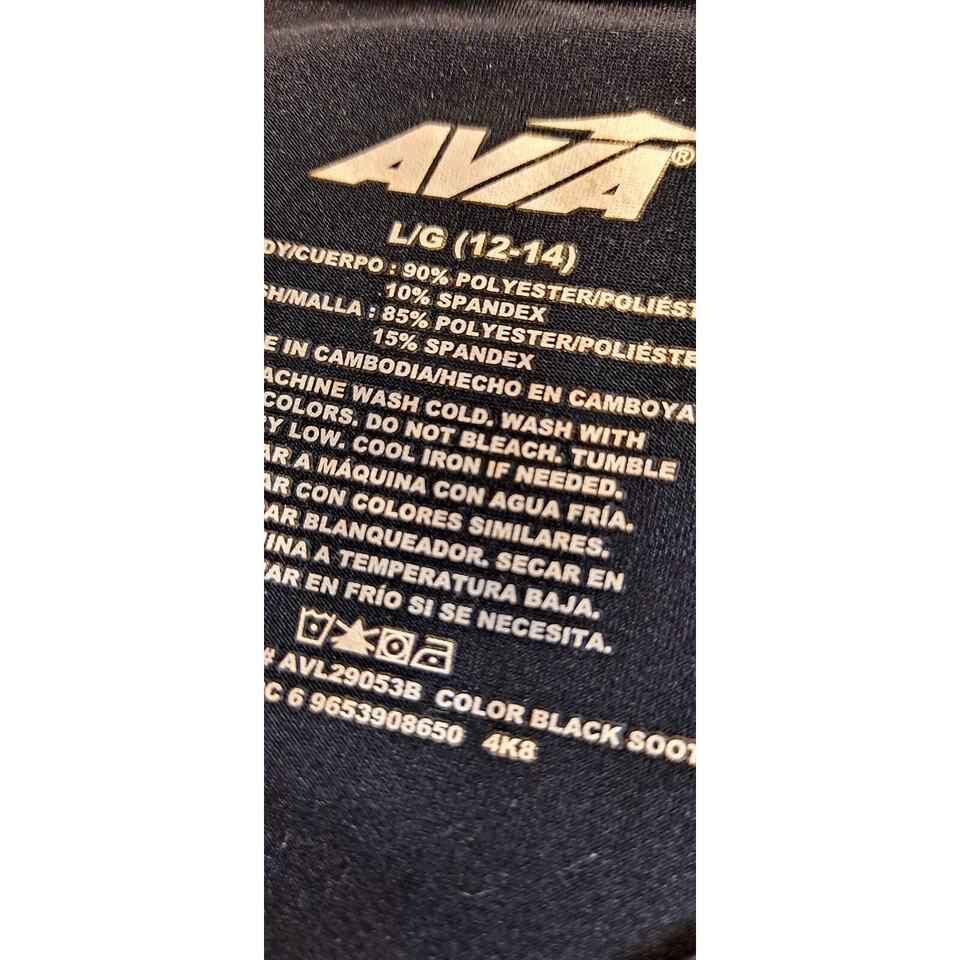 AVIA®
L/G (12-14)
DY/CUERPO : 90% POLYESTER/POLIÉST
10% SPANDEX
SH/MALLA : 85% POLYESTER/POLIÉSTE
15% SPANDEX
E IN CAMBODIA/HECHO EN CAMBOYA
ACHINE WASH COLD. WASH WITH
COLORS. DO NOT BLEACH. TUMBLE
Y LOW. COOL IRON IF NEEDED.
AR A MÁQUINA CON AGUA FRÍA.
AR CON COLORES SIMILARES.
AR BLANQUEADOR. SECAR EN
INA A TEMPERATURA BAJA.
AR EN FRÍO SI SE NECESITA.
# AVL29053B COLOR BLACK SOOT
C 6 9653908650 4K8